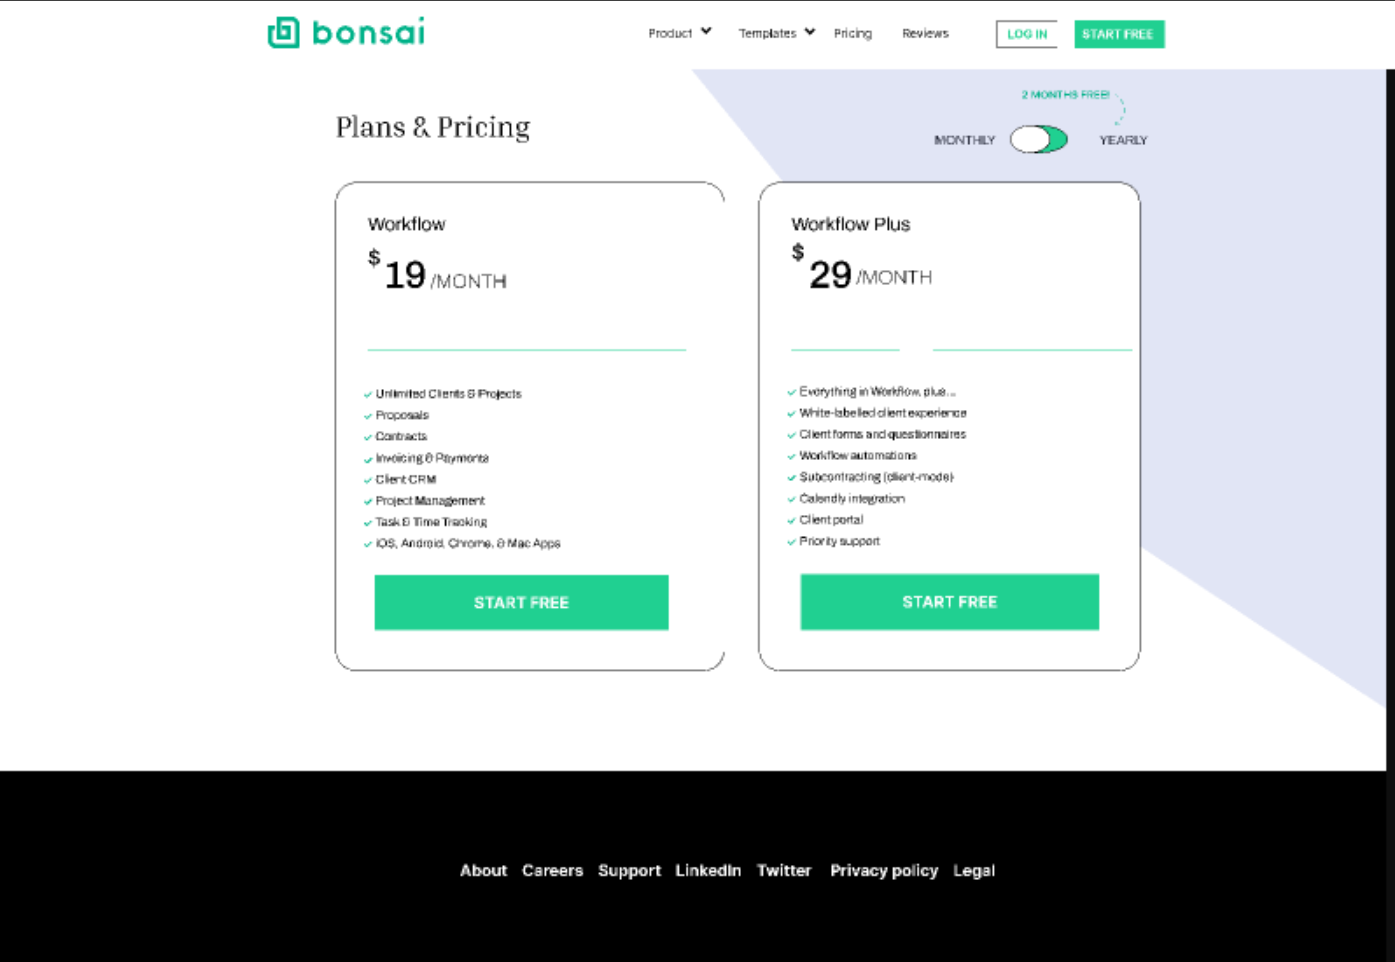 bonsai
Product Templates Pricing Reviews LOG IN START FREE
2 MONTHS FREE!
Plans & Pricing
MONTHLY YEARLY
Workflow
$19/MONTH
Unlimited Clients & Projects
Proposals
Contracts
Invoicing & Payments
Client CRM
Project Management
Task & Time Tracking
iOS, Android, Chrome, & Mac Apps
START FREE
Workflow Plus
$29/MONTH
Everything in Workflow, plus...
White-labelled client experience
Client forms and questionnaires
Workflow automations
Subcontracting (client-mode)
Calendly integration
Client portal
Priority support
START FREE
About Careers Support LinkedIn Twitter Privacy policy Legal